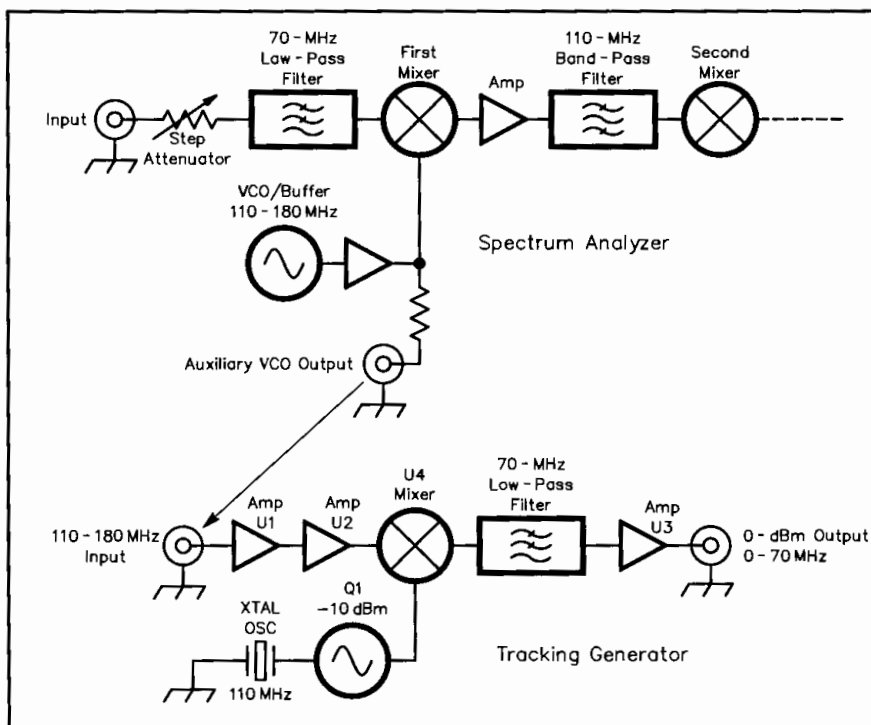 70-MHz
Law-Pass
Filter
First
Mixer
Amp
110-MHz
Band-Pass
Filter
Second
Mixer
Input
Step
Attenuator
VCO/Buffer
110-180 MHz
Spectrum Analyzer
Auxiliary VCO Output
110-180 MHz
Input
Amp
U1
Amp
U2
U4
Mixer
70-MHz
Low-Pass
Filter
Amp
U3
0-dBm Output
0-70 MHz
XTAL
OSC
110 MHz
Q1
-10 dBm
Tracking Generator